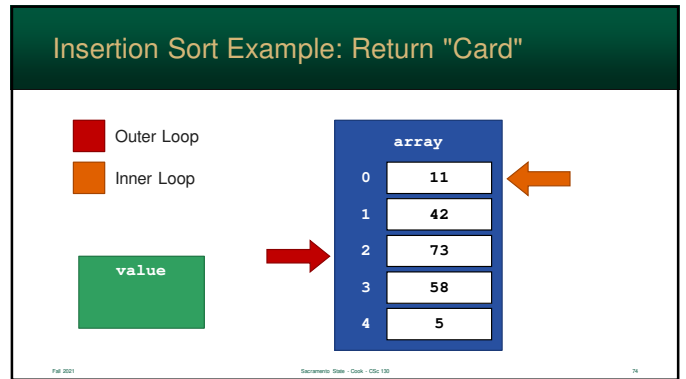 Insertion Sort Example: Return "Card"
Outer Loop
Inner Loop
value
array
0 11
1 42
2 73
3 58
4 5
Fall 2021 Sacramento State - Cook - CSc 130 74